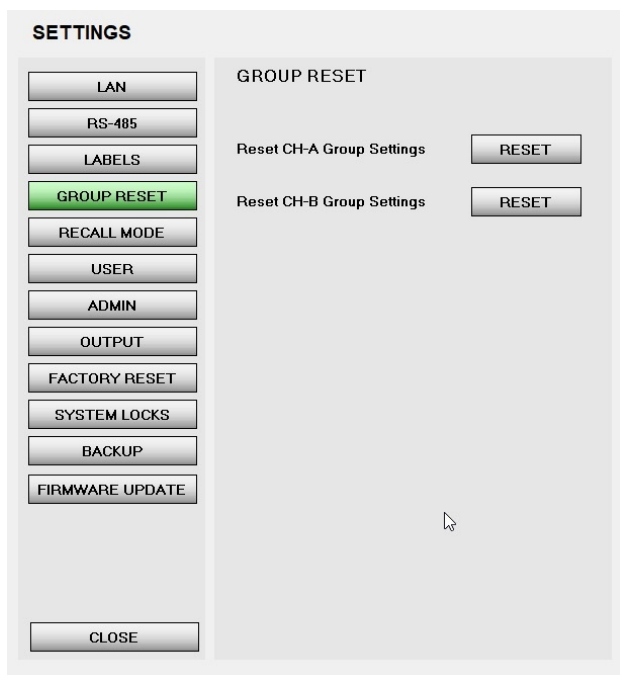 SETTINGS
LAN
RS-485
LABELS
GROUP RESET
RECALL MODE
USER
ADMIN
OUTPUT
FACTORY RESET
SYSTEM LOCKS
BACKUP
FIRMWARE UPDATE
CLOSE
GROUP RESET
Reset CH-A Group Settings RESET
Reset CH-B Group Settings RESET